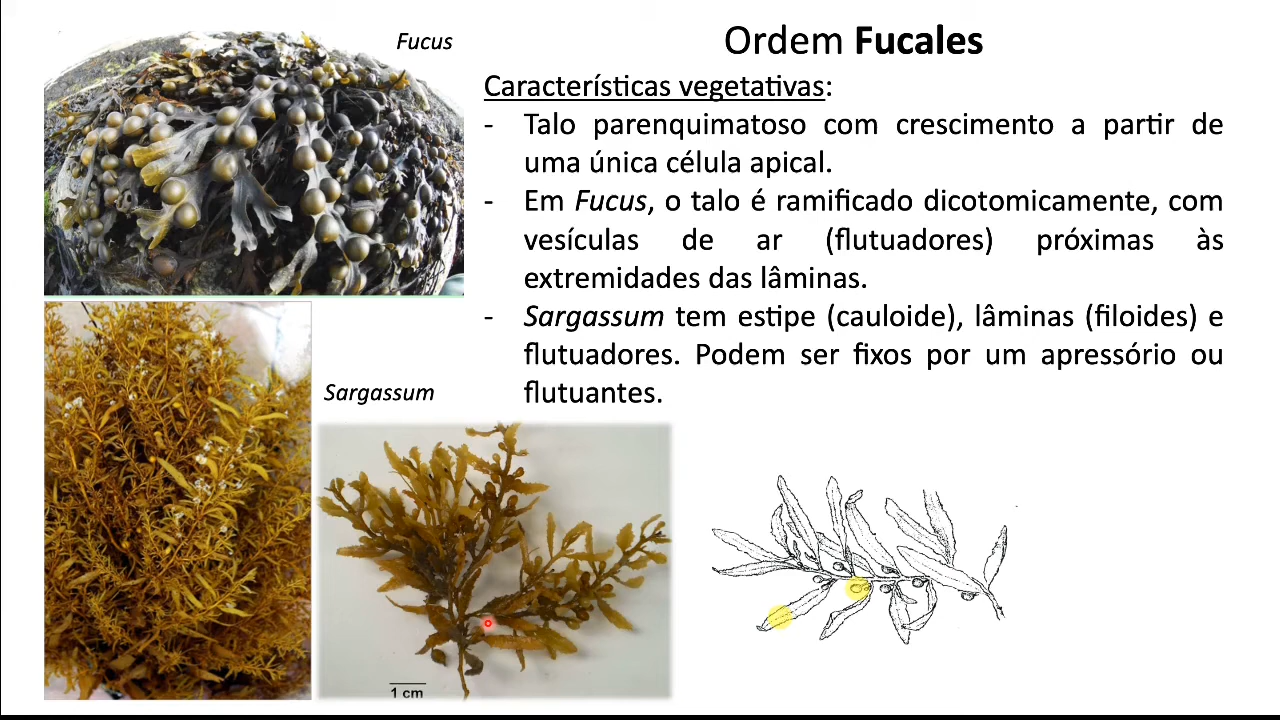 Fucus
Ordem Fucales
Características vegetativas:
- Talo parenquimatoso com crescimento a partir de
uma única célula apical.
- Em Fucus, o talo é ramificado dicotomicamente, com
vesículas de ar (flutuadores) próximas às
extremidades das lâminas.
- Sargassum tem estipe (cauloide), lâminas (filoides) e
flutuadores. Podem ser fixos por um apressório ou
flutuantes.
Sargassum
1 cm